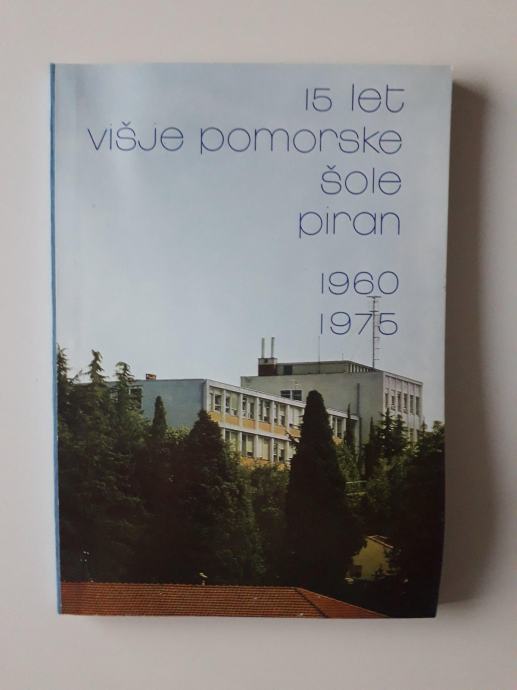 15 let
višje pomorske
šole
piran
1960
1975